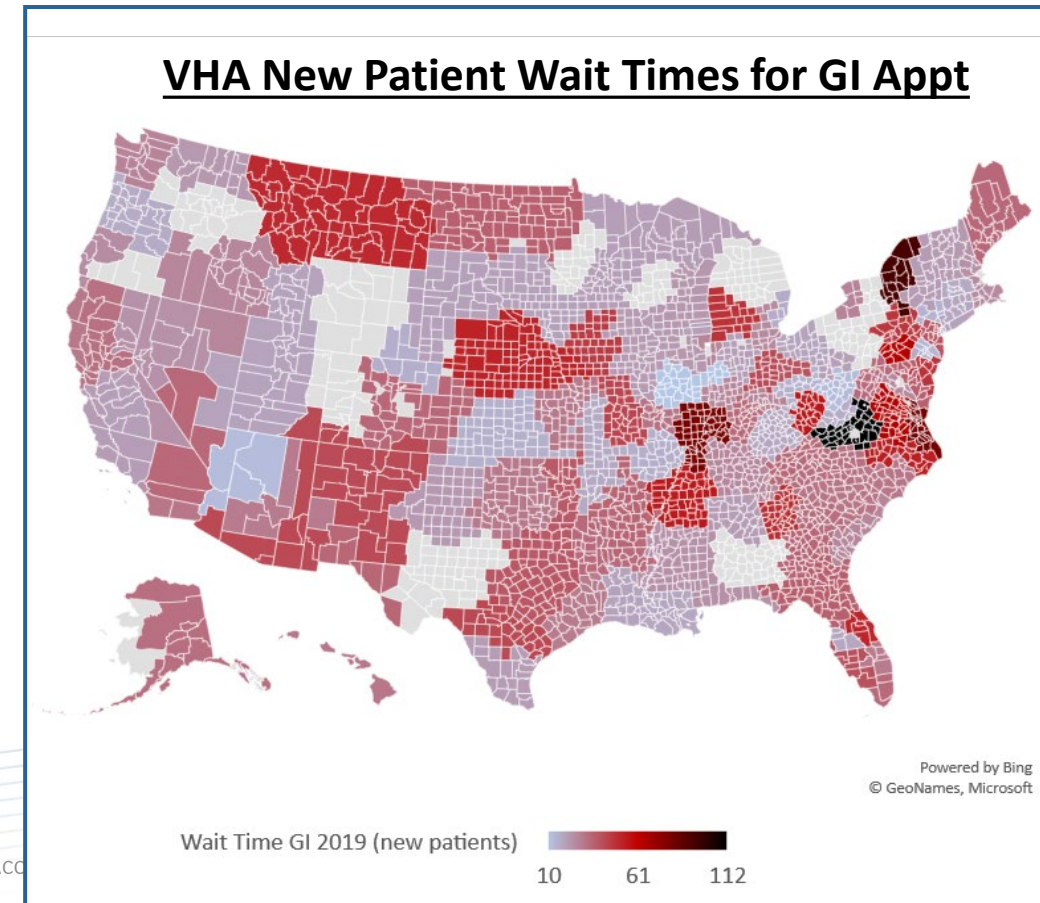 VHA New Patient Wait Times for GI Appt
Powered by Bing
© GeoNames, Microsoft
Wait Time GI 2019 (new patients)
10 61 112